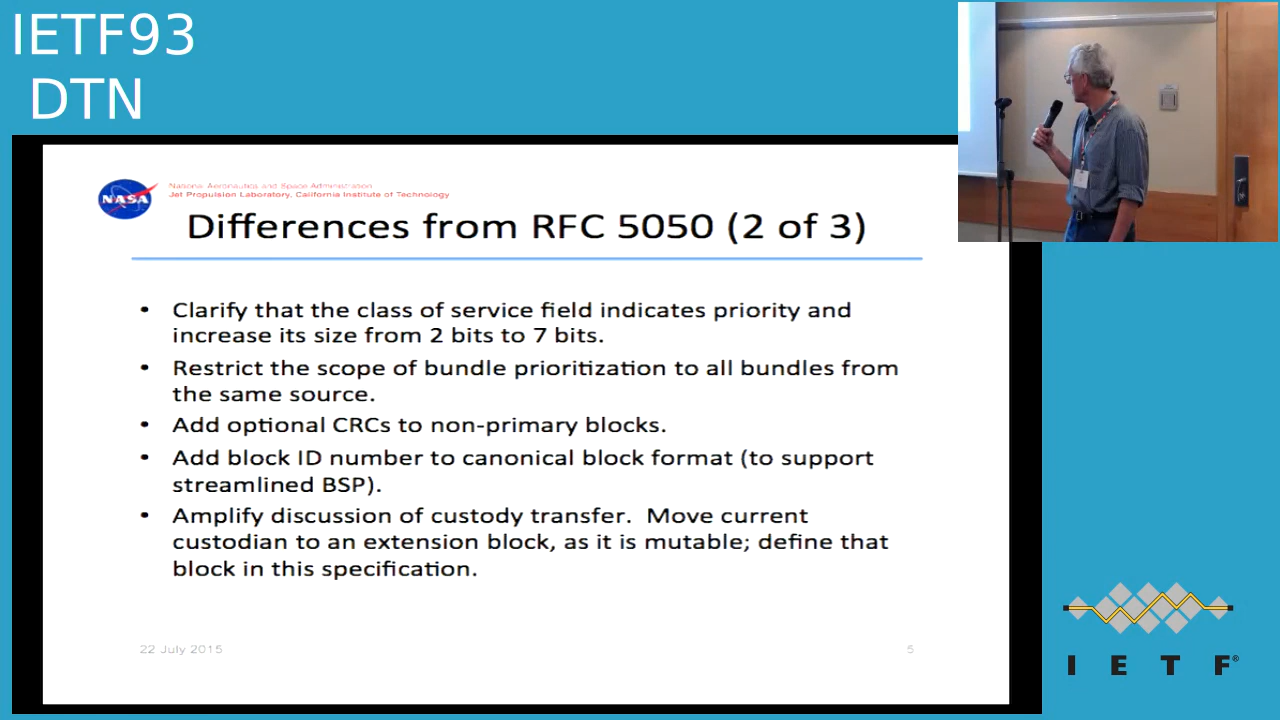 IETF93
DTN
NASA
National Aeronautics and Space Administration
Jet Propulsion Laboratory, California Institute of Technology
Differences from RFC 5050 (2 of 3)
• Clarify that the class of service field indicates priority and
increase its size from 2 bits to 7 bits.
• Restrict the scope of bundle prioritization to all bundles from
the same source.
• Add optional CRCs to non-primary blocks.
• Add block ID number to canonical block format (to support
streamlined BSP).
• Amplify discussion of custody transfer.  Move current
custodian to an extension block, as it is mutable; define that
block in this specification.
22 July 2015
5
I E T F®